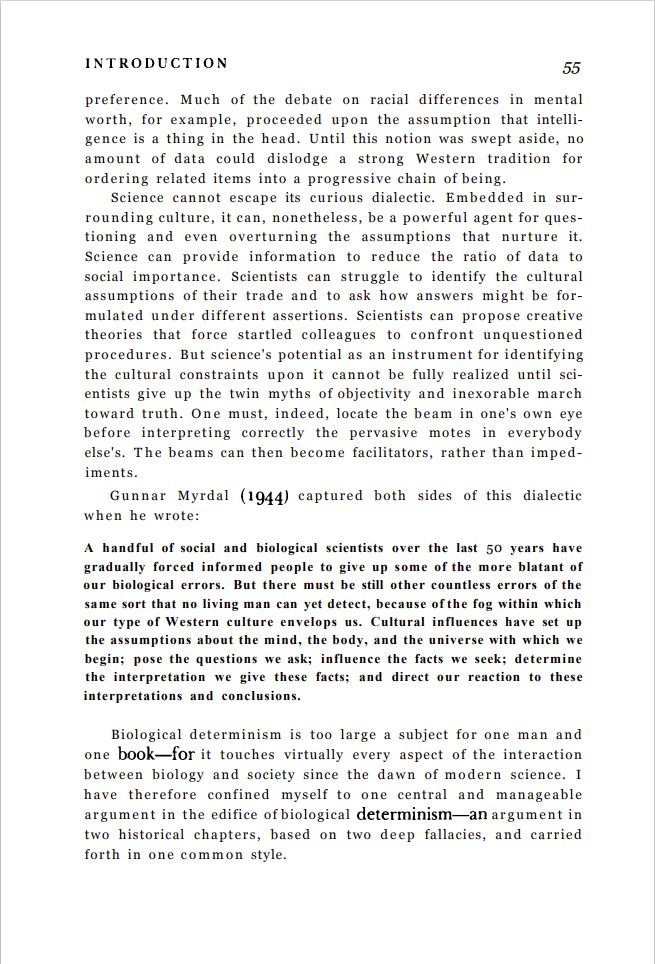 INTRODUCTION 55
preference. Much of the debate on racial differences in mental
worth, for example, proceeded upon the assumption that intelli-
gence is a thing in the head. Until this notion was swept aside, no
amount of data could dislodge a strong Western tradition for
ordering related items into a progressive chain of being.
Science cannot escape its curious dialectic. Embedded in sur-
rounding culture, it can, nonetheless, be a powerful agent for ques-
tioning and even overturning the assumptions that nurture it.
Science can provide information to reduce the ratio of data to
social importance. Scientists can struggle to identify the cultural
assumptions of their trade and to ask how answers might be for-
mulated under different assertions. Scientists can propose creative
theories that force startled colleagues to confront unquestioned
procedures. But science's potential as an instrument for identifying
the cultural constraints upon it cannot be fully realized until sci-
entists give up the twin myths of objectivity and inexorable march
toward truth. One must, indeed, locate the beam in one's own eye
before interpreting correctly the pervasive motes in everybody
else's. The beams can then become facilitators, rather than imped-
iments.
Gunnar Myrdal (1944) captured both sides of this dialectic
when he wrote:
A handful of social and biological scientists over the last 50 years have
gradually forced informed people to give up some of the more blatant of
our biological errors. But there must be still other countless errors of the
same sort that no living man can yet detect, because of the fog within which
our type of Western culture envelops us. Cultural influences have set up
the assumptions about the mind, the body, and the universe with which we
begin; pose the questions we ask; influence the facts we seek; determine
the interpretation we give these facts; and direct our reaction to these
interpretations and conclusions.
Biological determinism is too large a subject for one man and
one book—for it touches virtually every aspect of the interaction
between biology and society since the dawn of modern science. I
have therefore confined myself to one central and manageable
argument in the edifice of biological determinism—an argument in
two historical chapters, based on two deep fallacies, and carried
forth in one common style.